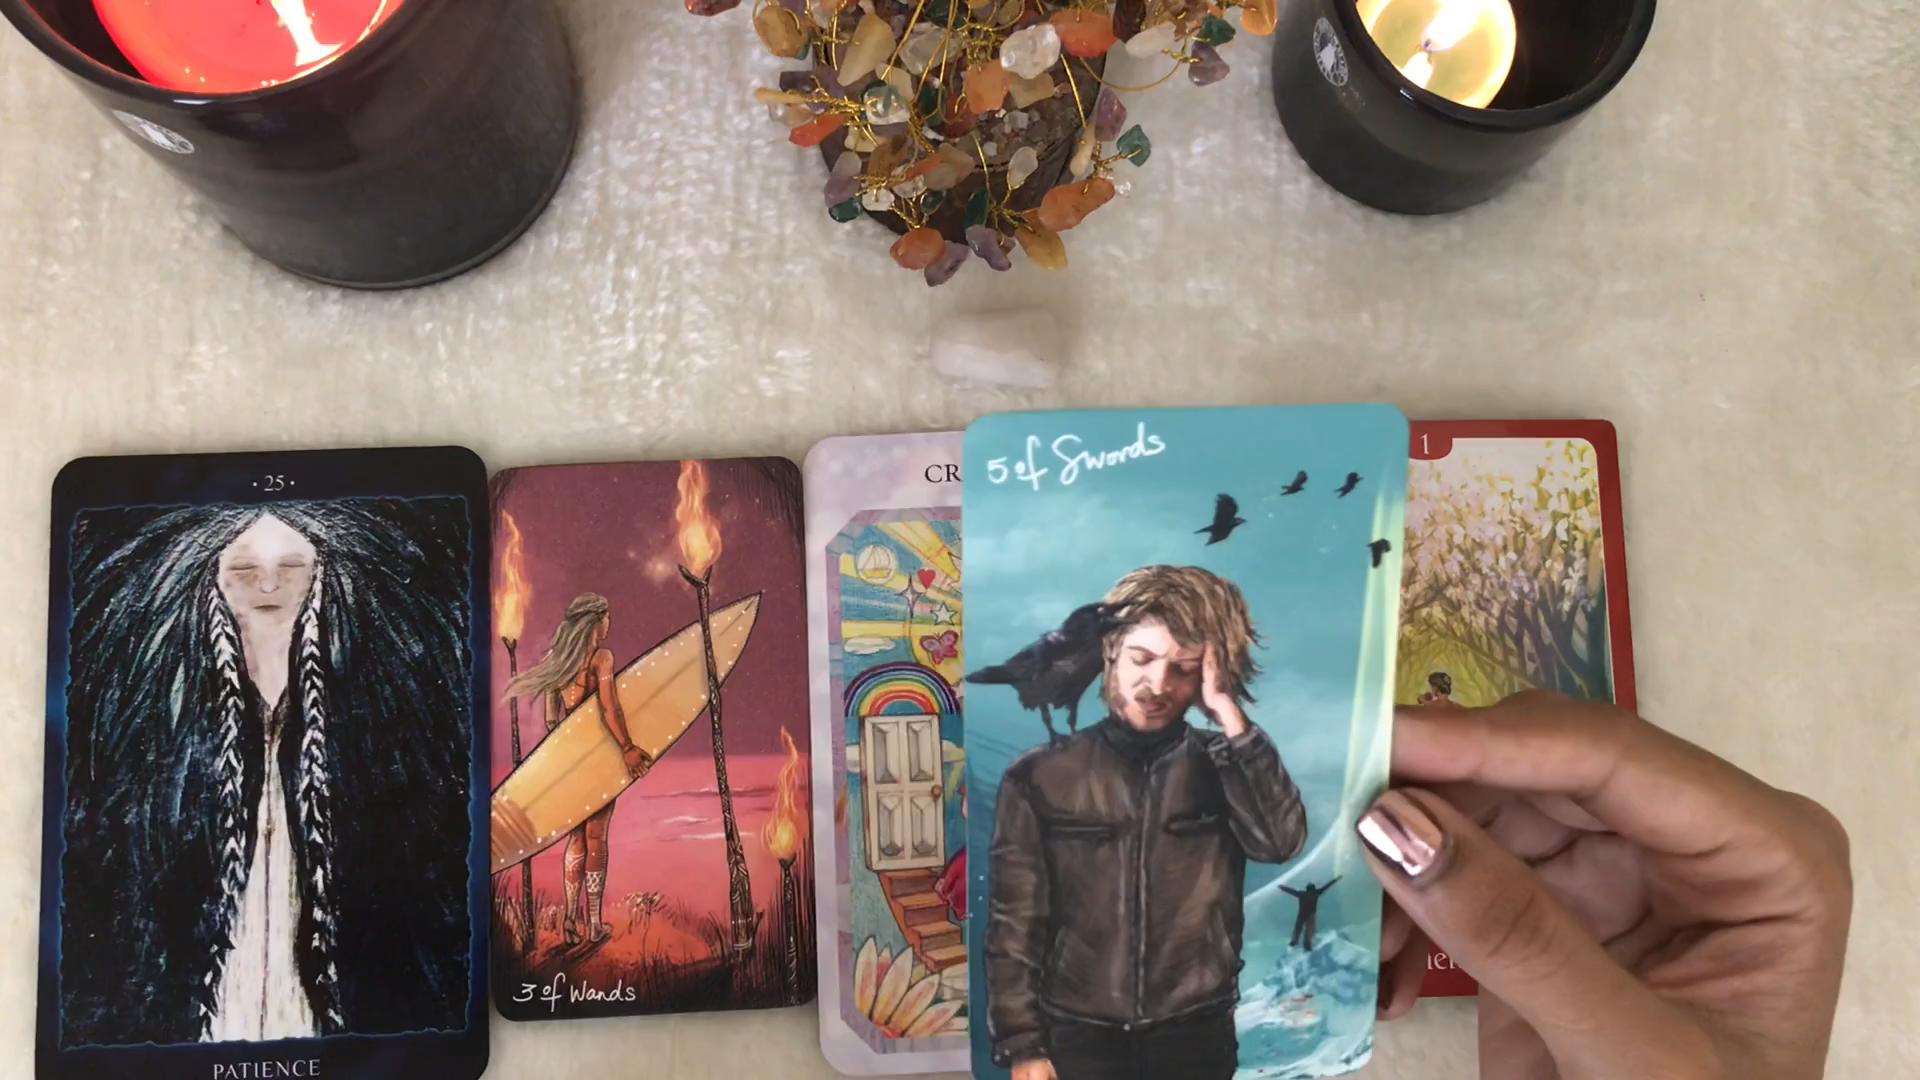 · 25 ·
PATIENCE
3 of Wands
CR
5 of Swords
1